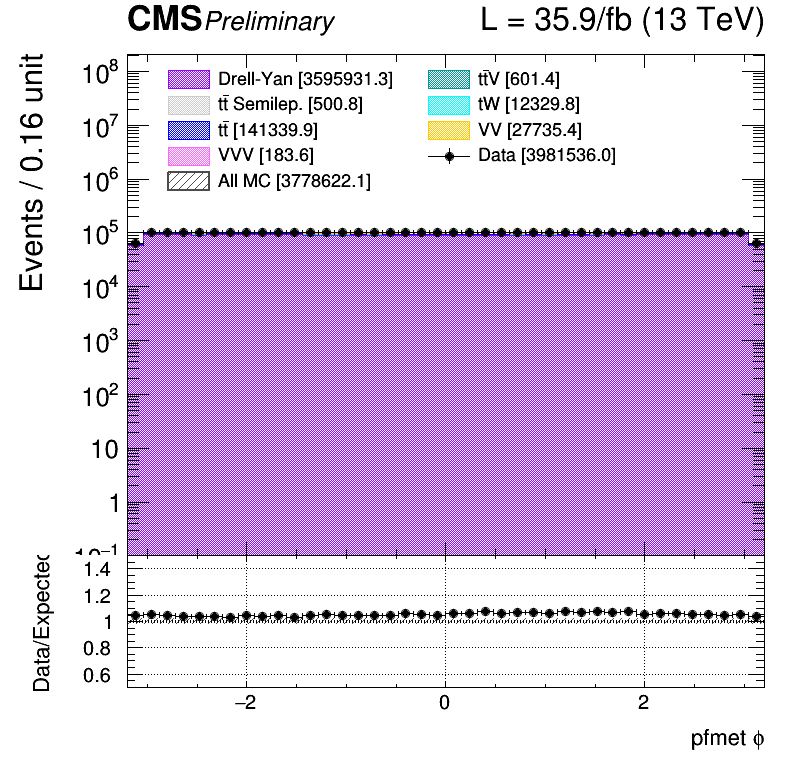 CMS Preliminary L = 35.9/fb (13 TeV)
Events / 0.16 unit
Drell-Yan [3595931.3]
tt̄ Semilep. [500.8]
tt̄ [141339.9]
VVV [183.6]
All MC [3778622.1]
tt̄V [601.4]
tW [12329.8]
VV [27735.4]
Data [3981536.0]
10⁸
10⁷
10⁶
10⁵
10⁴
10³
10²
10
1
10⁻¹
Data/Expected
1.4
1.2
1
0.8
0.6
−2 0 2
pfmet ϕ